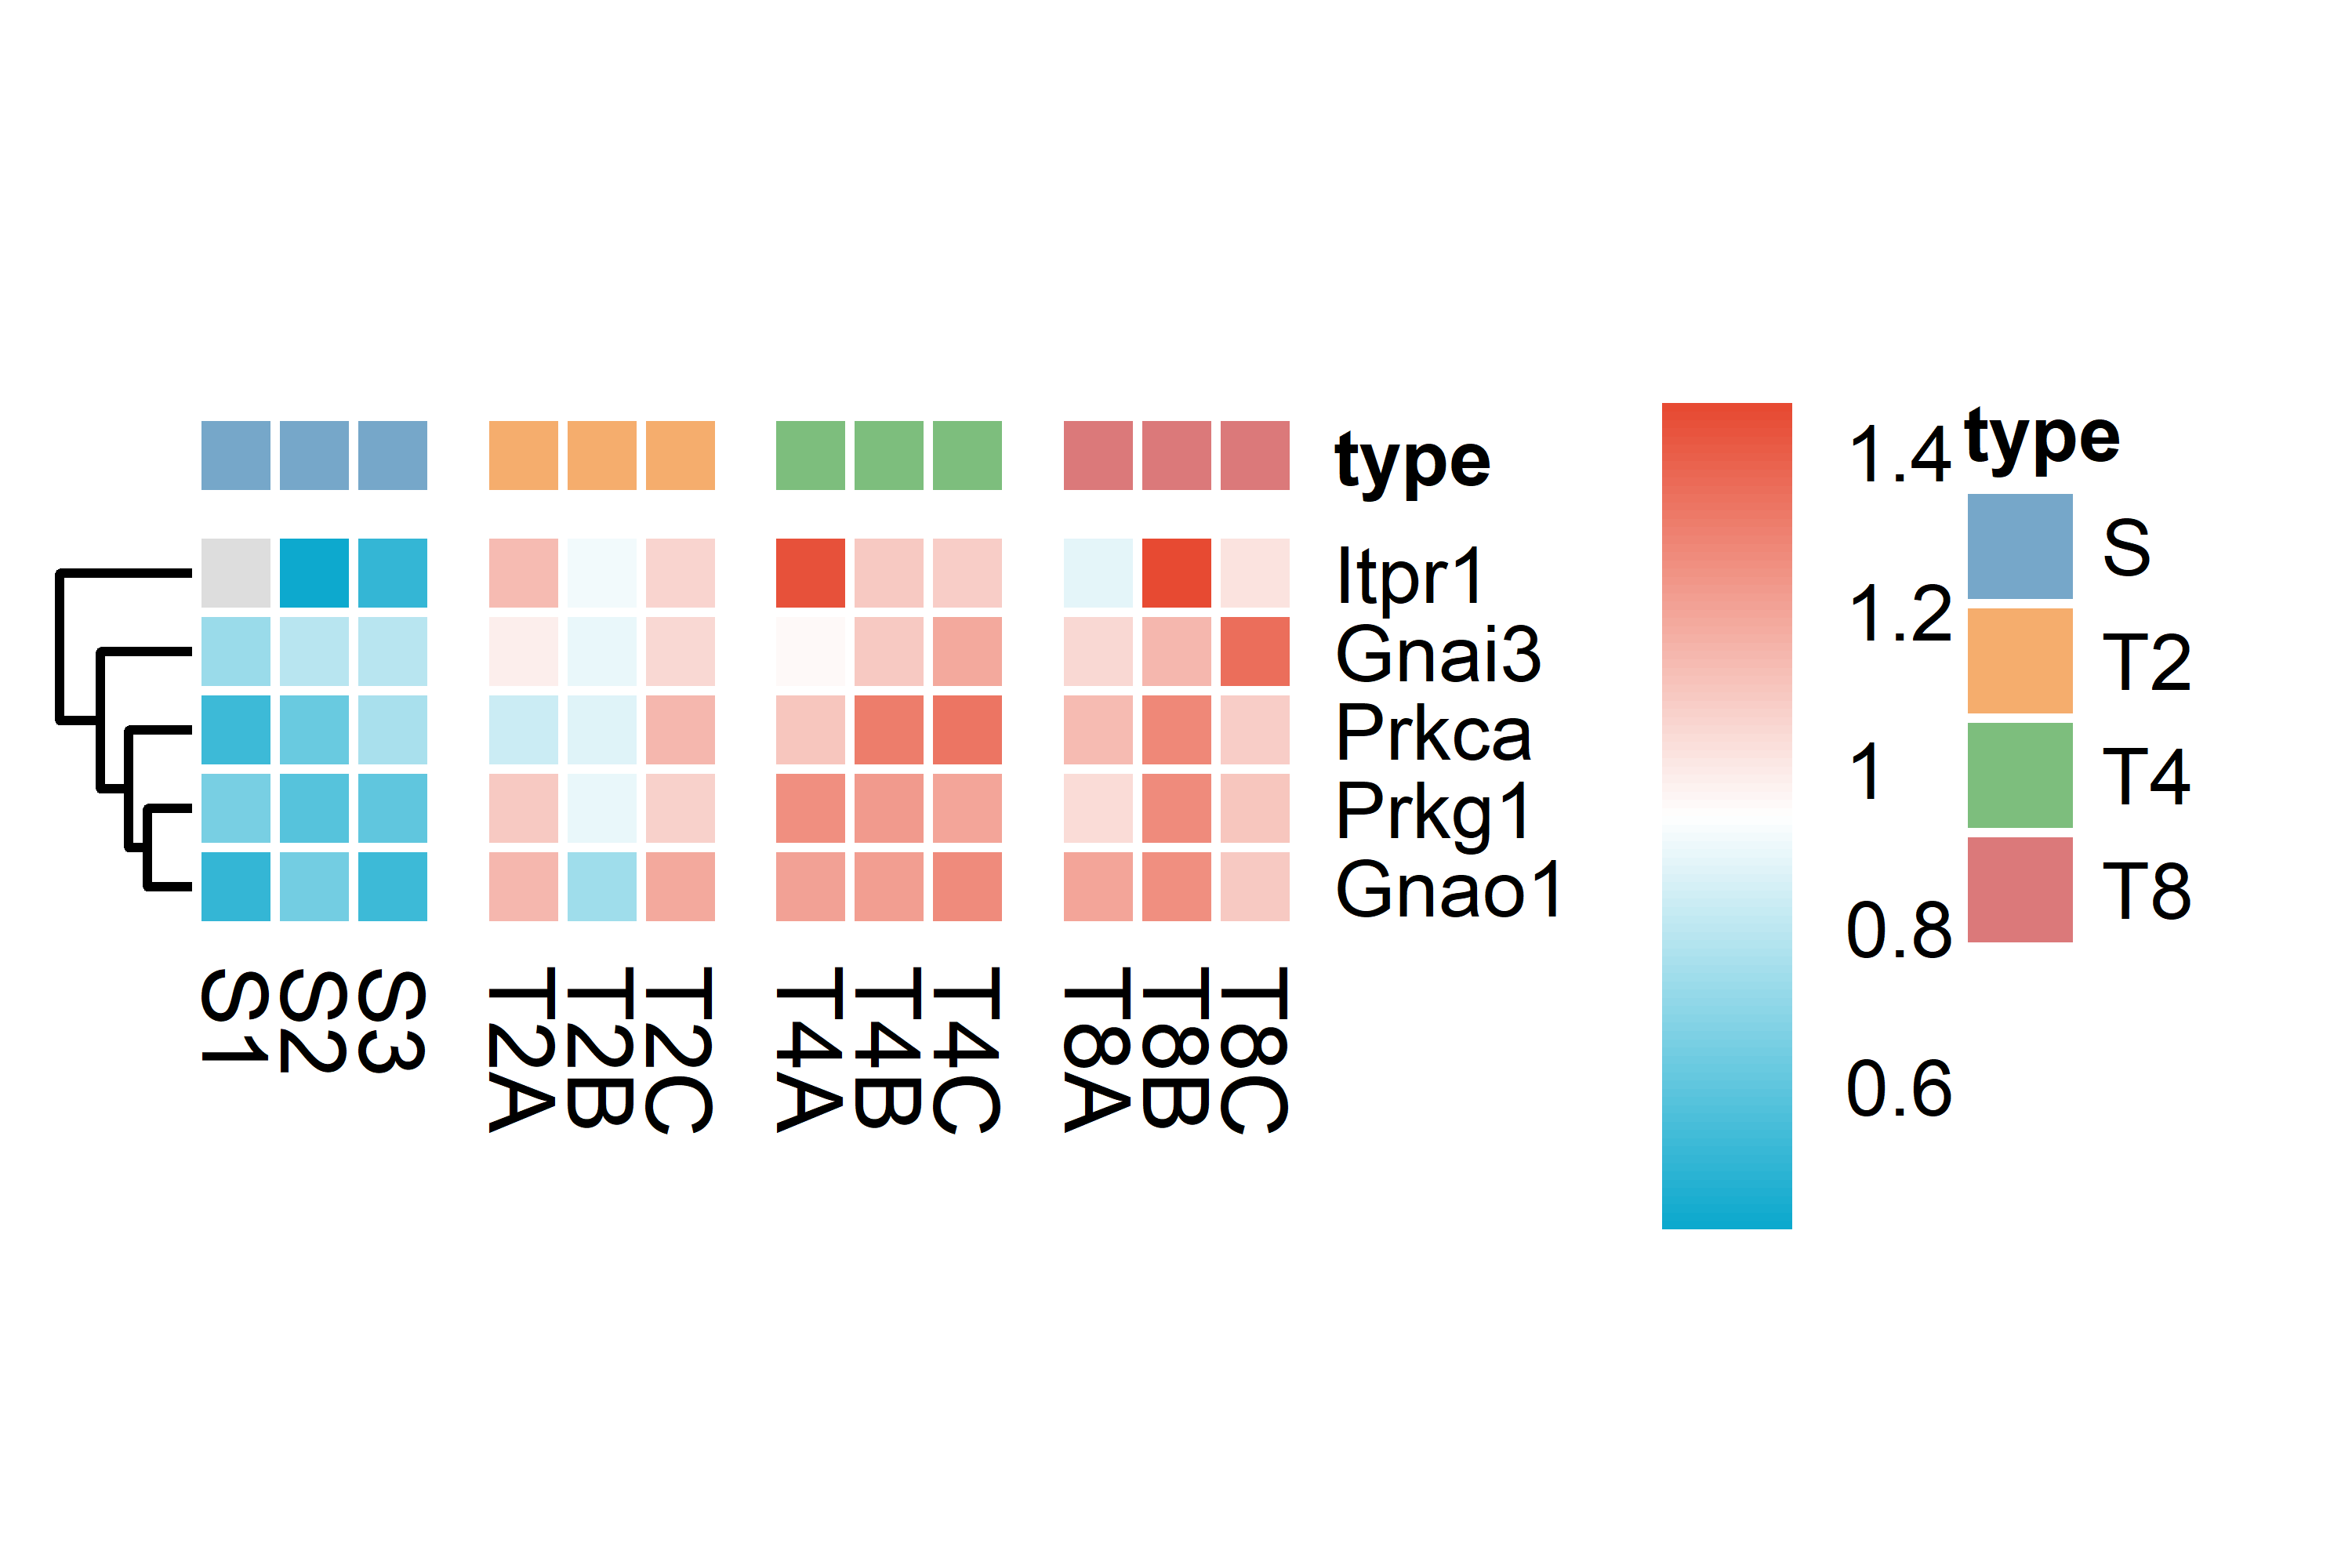 type
Itpr1
Gnai3
Prkca
Prkg1
Gnao1
S1
S2
S3
T2A
T2B
T2C
T4A
T4B
T4C
T8A
T8B
T8C
1.4
1.2
1
0.8
0.6
type
S
T2
T4
T8